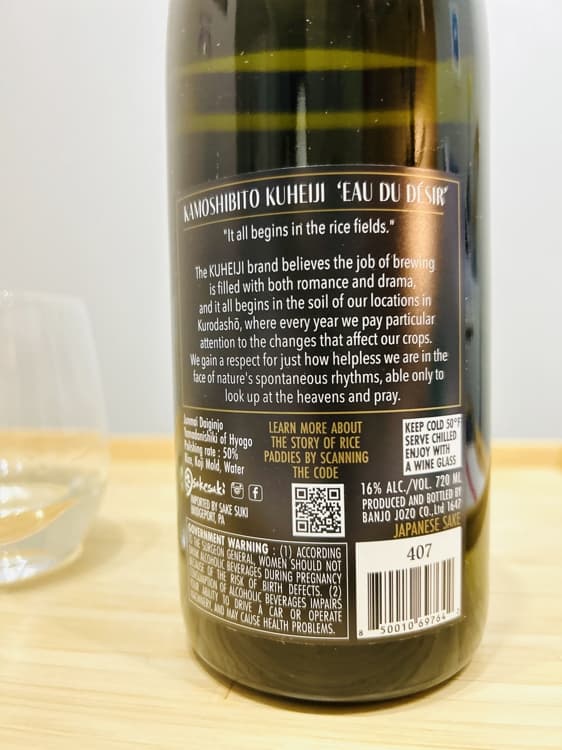 KAMOSHIBITO KUHEIJI 'EAU DU DÉSIR'
"It all begins in the rice fields."
The KUHEIJI brand believes the job of brewing
is filled with both romance and drama,
and it all begins in the soil of our locations in
Kurodashō, where every year we pay particular
attention to the changes that affect our crops.
We gain a respect for just how helpless we are in the
face of nature's spontaneous rhythms, able only to
look up at the heavens and pray.
Junmai Daiginjo
Yamadanishiki of Hyogo
Polishing rate : 50%
Rice, Koji Mold, Water
sakesuki
IMPORTED BY SAKE SUKI
BRIDGEPORT, PA
LEARN MORE ABOUT
THE STORY OF RICE
PADDIES BY SCANNING
THE CODE
KEEP COLD 50°F
SERVE CHILLED
ENJOY WITH
A WINE GLASS
16% ALC./VOL. 720 ML
PRODUCED AND BOTTLED BY
BANJO JOZO CO.,Ltd 1647
JAPANESE SAKE
GOVERNMENT WARNING : (1) ACCORDING
TO THE SURGEON GENERAL, WOMEN SHOULD NOT
DRINK ALCOHOLIC BEVERAGES DURING PREGNANCY
BECAUSE OF THE RISK OF BIRTH DEFECTS. (2)
CONSUMPTION OF ALCOHOLIC BEVERAGES IMPAIRS
YOUR ABILITY TO DRIVE A CAR OR OPERATE
MACHINERY, AND MAY CAUSE HEALTH PROBLEMS.
407
8 50010 69764 2